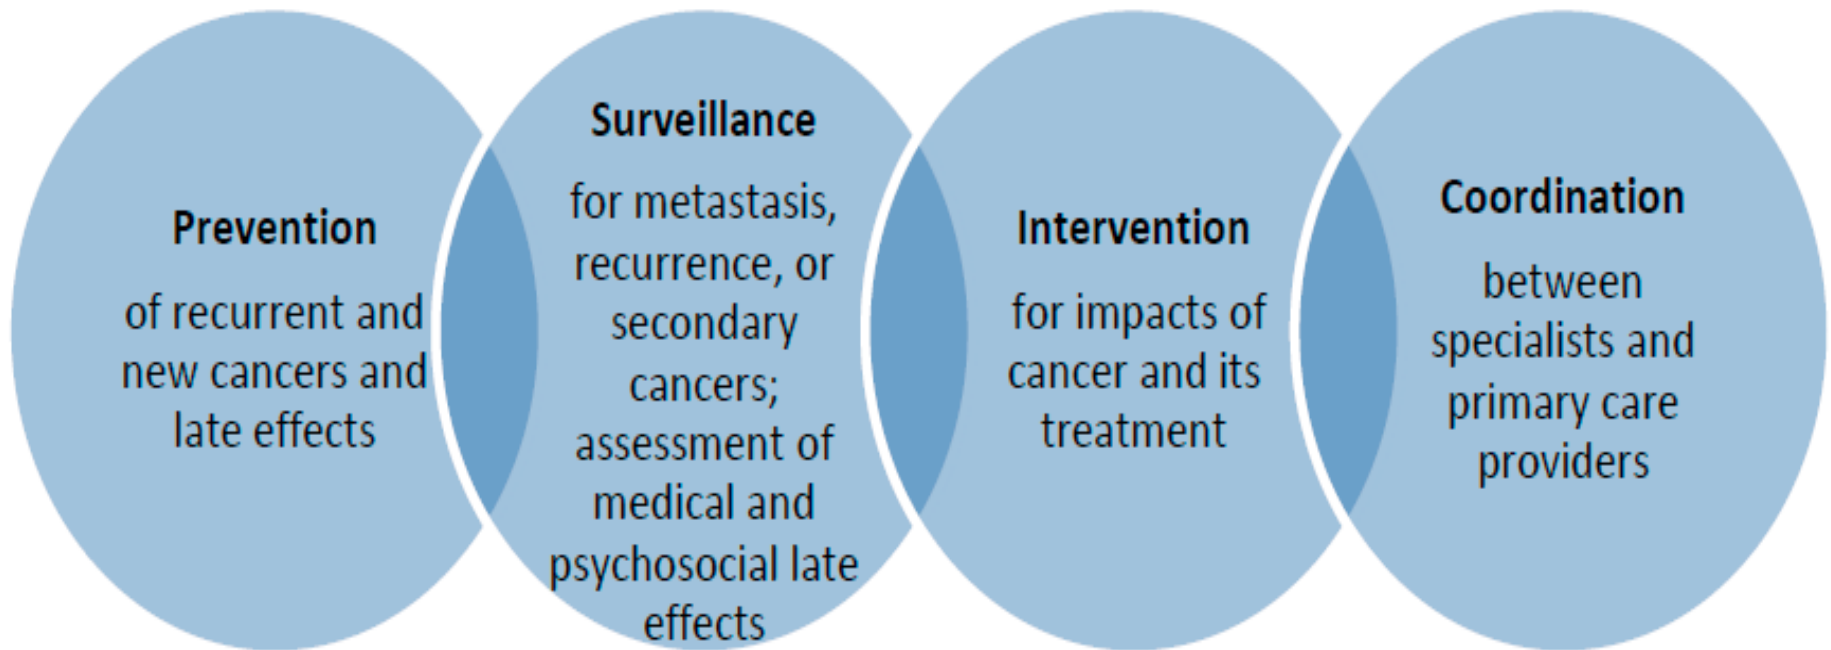 Prevention
of recurrent and
new cancers and
late effects
Surveillance
for metastasis,
recurrence, or
secondary
cancers;
assessment of
medical and
psychosocial late
effects
Intervention
for impacts of
cancer and its
treatment
Coordination
between
specialists and
primary care
providers